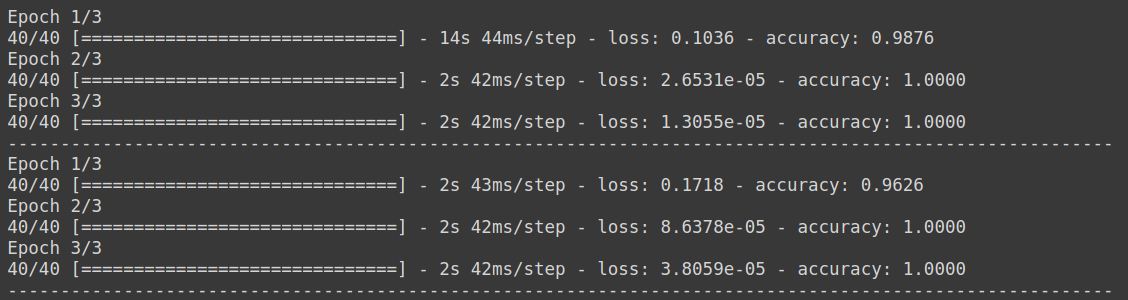 Epoch 1/3
40/40 [==============================] - 14s 44ms/step - loss: 0.1036 - accuracy: 0.9876
Epoch 2/3
40/40 [==============================] - 2s 42ms/step - loss: 2.6531e-05 - accuracy: 1.0000
Epoch 3/3
40/40 [==============================] - 2s 42ms/step - loss: 1.3055e-05 - accuracy: 1.0000
---------------------------------------------------------------------------------------------------------
Epoch 1/3
40/40 [==============================] - 2s 43ms/step - loss: 0.1718 - accuracy: 0.9626
Epoch 2/3
40/40 [==============================] - 2s 42ms/step - loss: 8.6378e-05 - accuracy: 1.0000
Epoch 3/3
40/40 [==============================] - 2s 42ms/step - loss: 3.8059e-05 - accuracy: 1.0000
---------------------------------------------------------------------------------------------------------